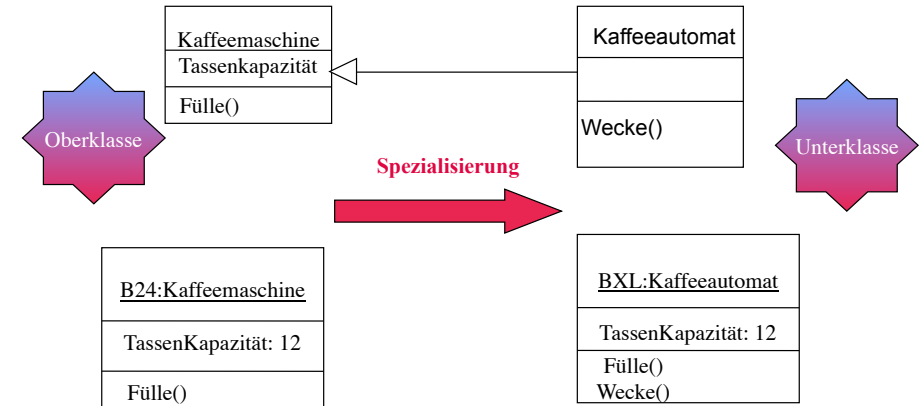 Kaffeemaschine
Tassenkapazität
Fülle()
Kaffeeautomat
Wecke()
Oberklasse
Unterklasse
Spezialisierung
B24:Kaffeemaschine
TassenKapazität: 12
Fülle()
BXL:Kaffeeautomat
TassenKapazität: 12
Fülle()
Wecke()